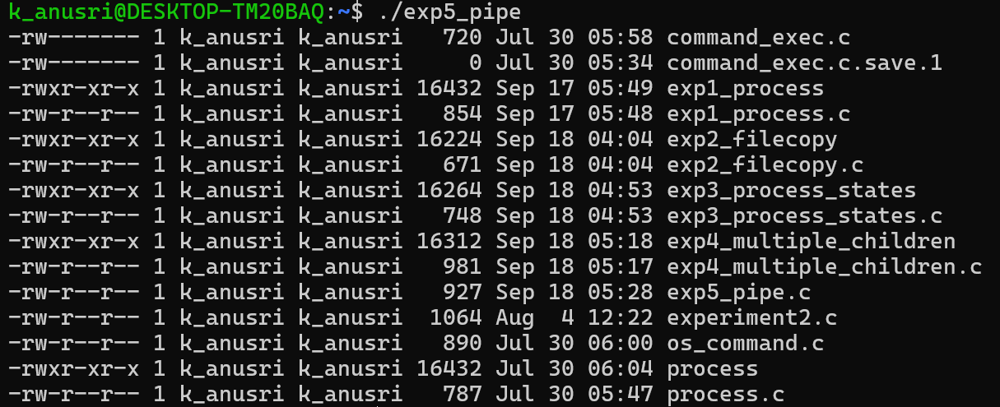 k_anusri@DESKTOP-TM20BAQ:~$ ./exp5_pipe
-rw------- 1 k_anusri k_anusri   720 Jul 30 05:58 command_exec.c
-rw------- 1 k_anusri k_anusri     0 Jul 30 05:34 command_exec.c.save.1
-rwxr-xr-x 1 k_anusri k_anusri 16432 Sep 17 05:49 exp1_process
-rw-r--r-- 1 k_anusri k_anusri   854 Sep 17 05:48 exp1_process.c
-rwxr-xr-x 1 k_anusri k_anusri 16224 Sep 18 04:04 exp2_filecopy
-rw-r--r-- 1 k_anusri k_anusri   671 Sep 18 04:04 exp2_filecopy.c
-rwxr-xr-x 1 k_anusri k_anusri 16264 Sep 18 04:53 exp3_process_states
-rw-r--r-- 1 k_anusri k_anusri   748 Sep 18 04:53 exp3_process_states.c
-rwxr-xr-x 1 k_anusri k_anusri 16312 Sep 18 05:18 exp4_multiple_children
-rw-r--r-- 1 k_anusri k_anusri   981 Sep 18 05:17 exp4_multiple_children.c
-rw-r--r-- 1 k_anusri k_anusri   927 Sep 18 05:28 exp5_pipe.c
-rw-r--r-- 1 k_anusri k_anusri  1064 Aug  4 12:22 experiment2.c
-rw-r--r-- 1 k_anusri k_anusri   890 Jul 30 06:00 os_command.c
-rwxr-xr-x 1 k_anusri k_anusri 16432 Jul 30 06:04 process
-rw-r--r-- 1 k_anusri k_anusri   787 Jul 30 05:47 process.c